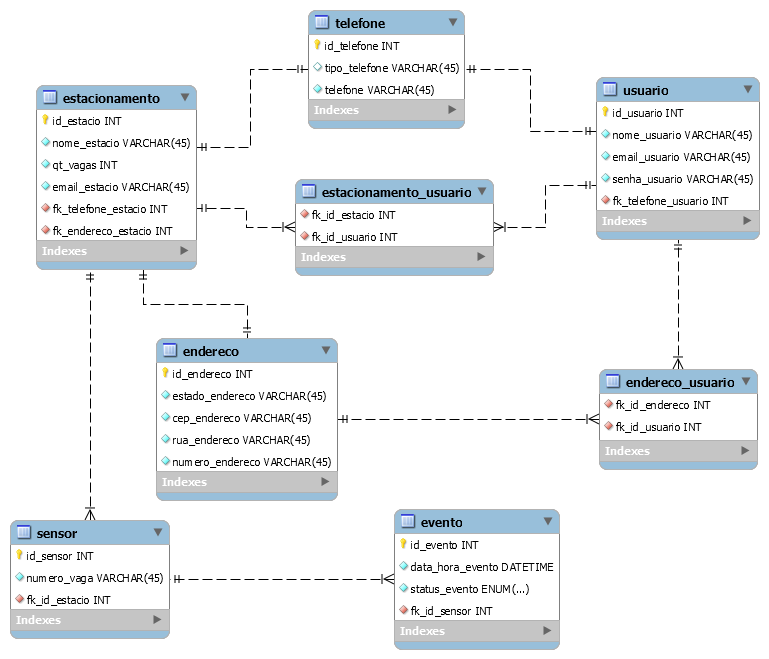 telefone
id_telefone INT
tipo_telefone VARCHAR(45)
telefone VARCHAR(45)
Indexes
estacionamento
id_estacio INT
nome_estacio VARCHAR(45)
qt_vagas INT
email_estacio VARCHAR(45)
fk_telefone_estacio INT
fk_endereco_estacio INT
Indexes
usuario
id_usuario INT
nome_usuario VARCHAR(45)
email_usuario VARCHAR(45)
senha_usuario VARCHAR(45)
fk_telefone_usuario INT
Indexes
estacionamento_usuario
fk_id_estacio INT
fk_id_usuario INT
Indexes
endereco
id_endereco INT
estado_endereco VARCHAR(45)
cep_endereco VARCHAR(45)
rua_endereco VARCHAR(45)
numero_endereco VARCHAR(45)
Indexes
endereco_usuario
fk_id_endereco INT
fk_id_usuario INT
Indexes
sensor
id_sensor INT
numero_vaga VARCHAR(45)
fk_id_estacio INT
Indexes
evento
id_evento INT
data_hora_evento DATETIME
status_evento ENUM(...)
fk_id_sensor INT
Indexes